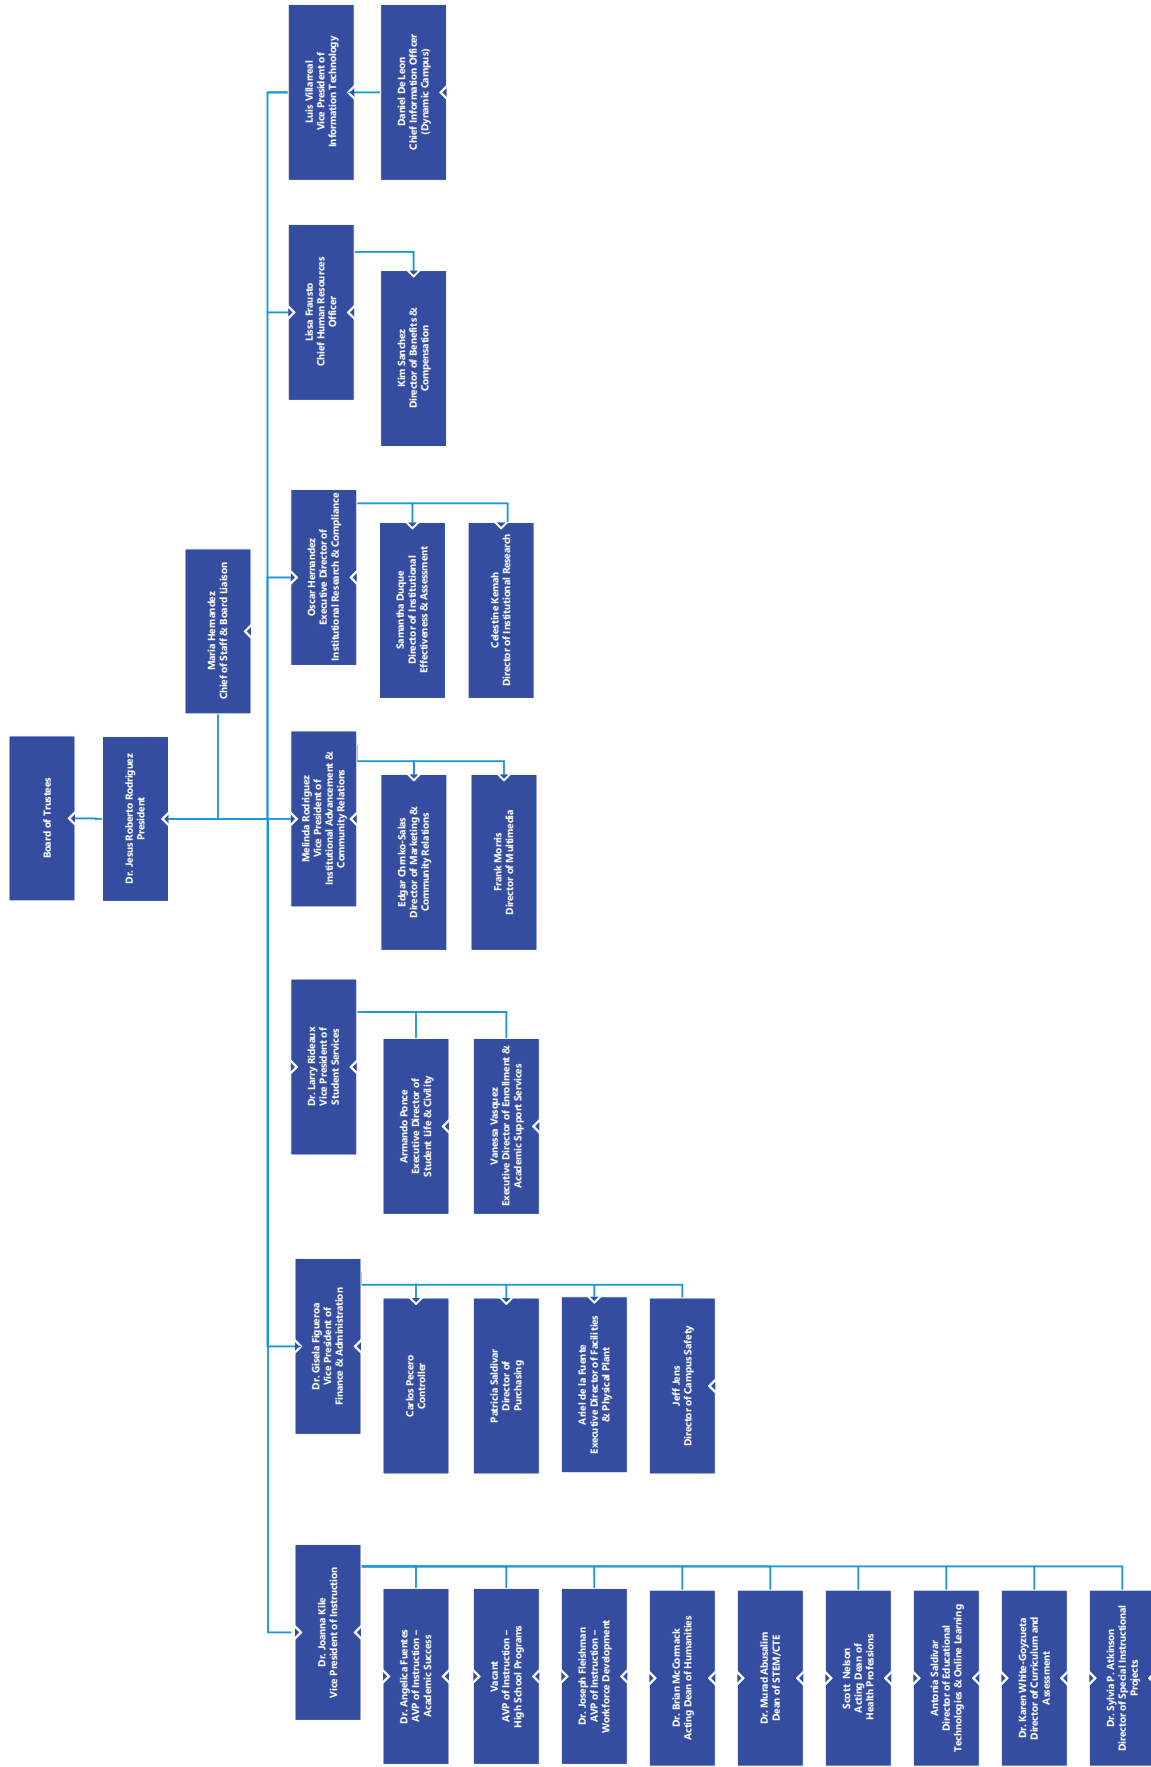 Board of Trustees
Dr. Jesus Roberto Rodriguez
President
Maria Hernandez
Chief of Staff & Board Liaison
Dr. Joanna Kile
Vice President of Instruction
Dr. Angelica Fuentes
AVP of Instruction –
Academic Success
Vacant
AVP of Instruction –
High School Programs
Dr. Joseph Fleishman
AVP of Instruction –
Workforce Development
Dr. Brian McCormack
Acting Dean of Humanities
Dr. Murad Abusalim
Dean of STEM/CTE
Scott Nelson
Acting Dean of
Health Professions
Antonia Saldivar
Director of Educational
Technologies & Online Learning
Dr. Karen White-Goyzueta
Director of Curriculum and
Assessment
Dr. Sylvia P. Atkinson
Director of Special Instructional
Projects
Dr. Gisela Figueroa
Vice President of
Finance & Administration
Carlos Pecero
Controller
Patricia Saldivar
Director of
Purchasing
Ariel de la Fuente
Executive Director of Facilities
& Physical Plant
Jeff Jens
Director of Campus Safety
Dr. Larry Rideaux
Vice President of
Student Services
Armando Ponce
Executive Director of
Student Life & Civility
Vanessa Vasquez
Executive Director of Enrollment &
Academic Support Services
Melinda Rodriguez
Vice President of
Institutional Advancement &
Community Relations
Edgar Chrnko-Salas
Director of Marketing &
Community Relations
Frank Morris
Director of Multimedia
Oscar Hernandez
Executive Director of
Institutional Research & Compliance
Samantha Duque
Director of Institutional
Effectiveness & Assessment
Celestine Kemah
Director of Institutional Research
Lissa Frausto
Chief Human Resources
Officer
Kim Sanchez
Director of Benefits &
Compensation
Luis Villarreal
Vice President of
Information Technology
Daniel De Leon
Chief Information Officer
(Dynamic Campus)